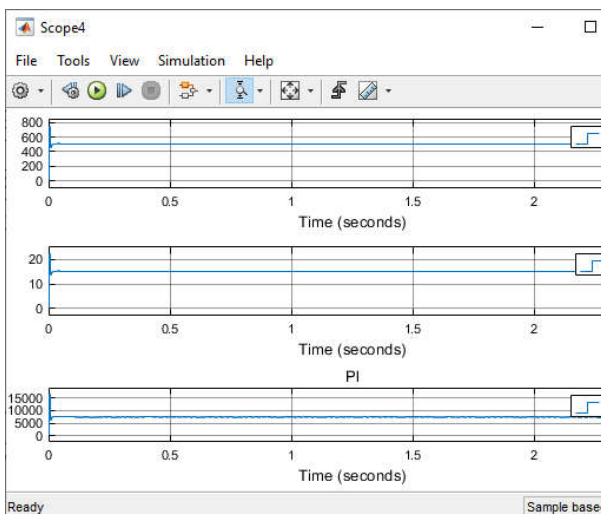 Scope4
File Tools View Simulation Help
800
600
400
200
0
0 0.5 1 1.5 2
Time (seconds)
20
10
0
0 0.5 1 1.5 2
Time (seconds)
PI
15000
10000
5000
0
0 0.5 1 1.5 2
Time (seconds)
Ready Sample based